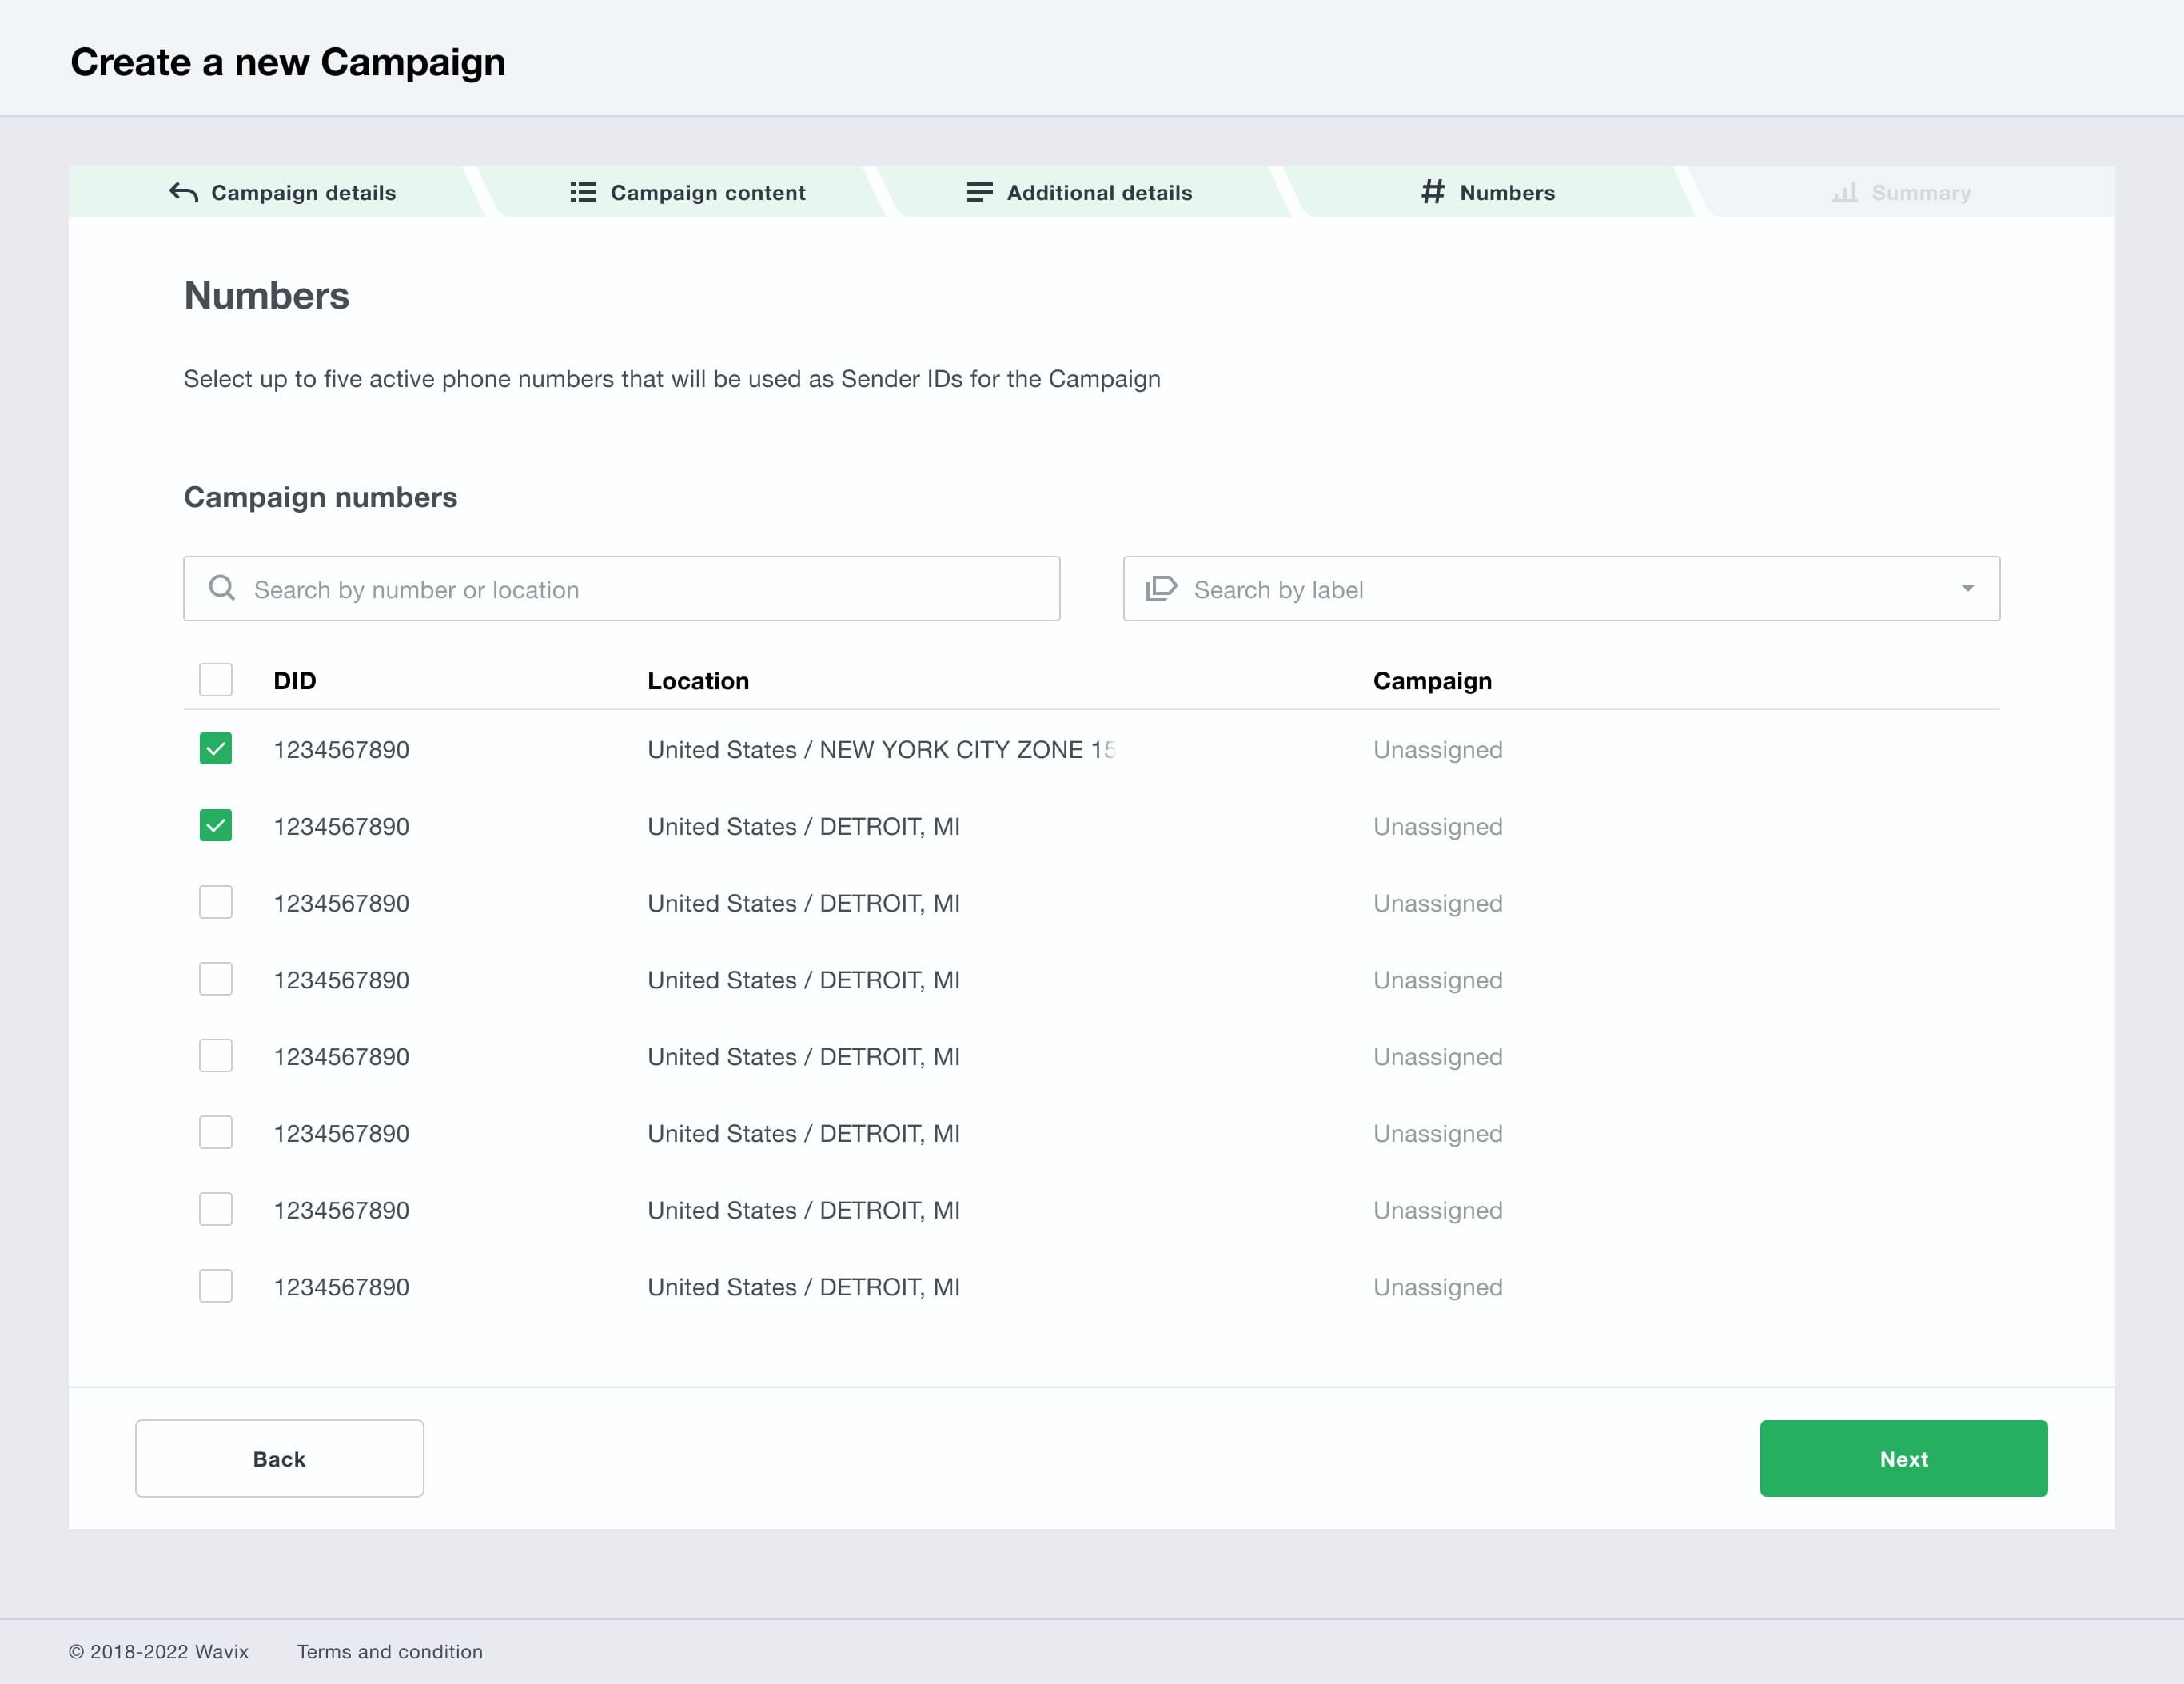 Create a new Campaign
Campaign details Campaign content Additional details Numbers Summary
Numbers
Select up to five active phone numbers that will be used as Sender IDs for the Campaign
Campaign numbers
Search by number or location Search by label
DID Location Campaign
1234567890 United States / NEW YORK CITY ZONE 15 Unassigned
1234567890 United States / DETROIT, MI Unassigned
1234567890 United States / DETROIT, MI Unassigned
1234567890 United States / DETROIT, MI Unassigned
1234567890 United States / DETROIT, MI Unassigned
1234567890 United States / DETROIT, MI Unassigned
1234567890 United States / DETROIT, MI Unassigned
1234567890 United States / DETROIT, MI Unassigned
Back Next
© 2018-2022 Wavix Terms and condition